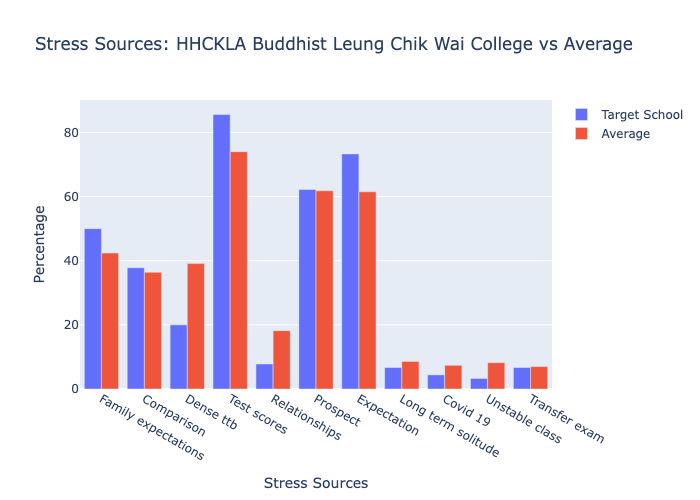 Stress Sources: HHCKLA Buddhist Leung Chik Wai College vs Average
Target School
Average
Percentage
80
60
40
20
0
Family expectations
Comparison
Dense ttb
Test scores
Relationships
Prospect
Expectation
Long term solitude
Covid 19
Unstable class
Transfer exam
Stress Sources